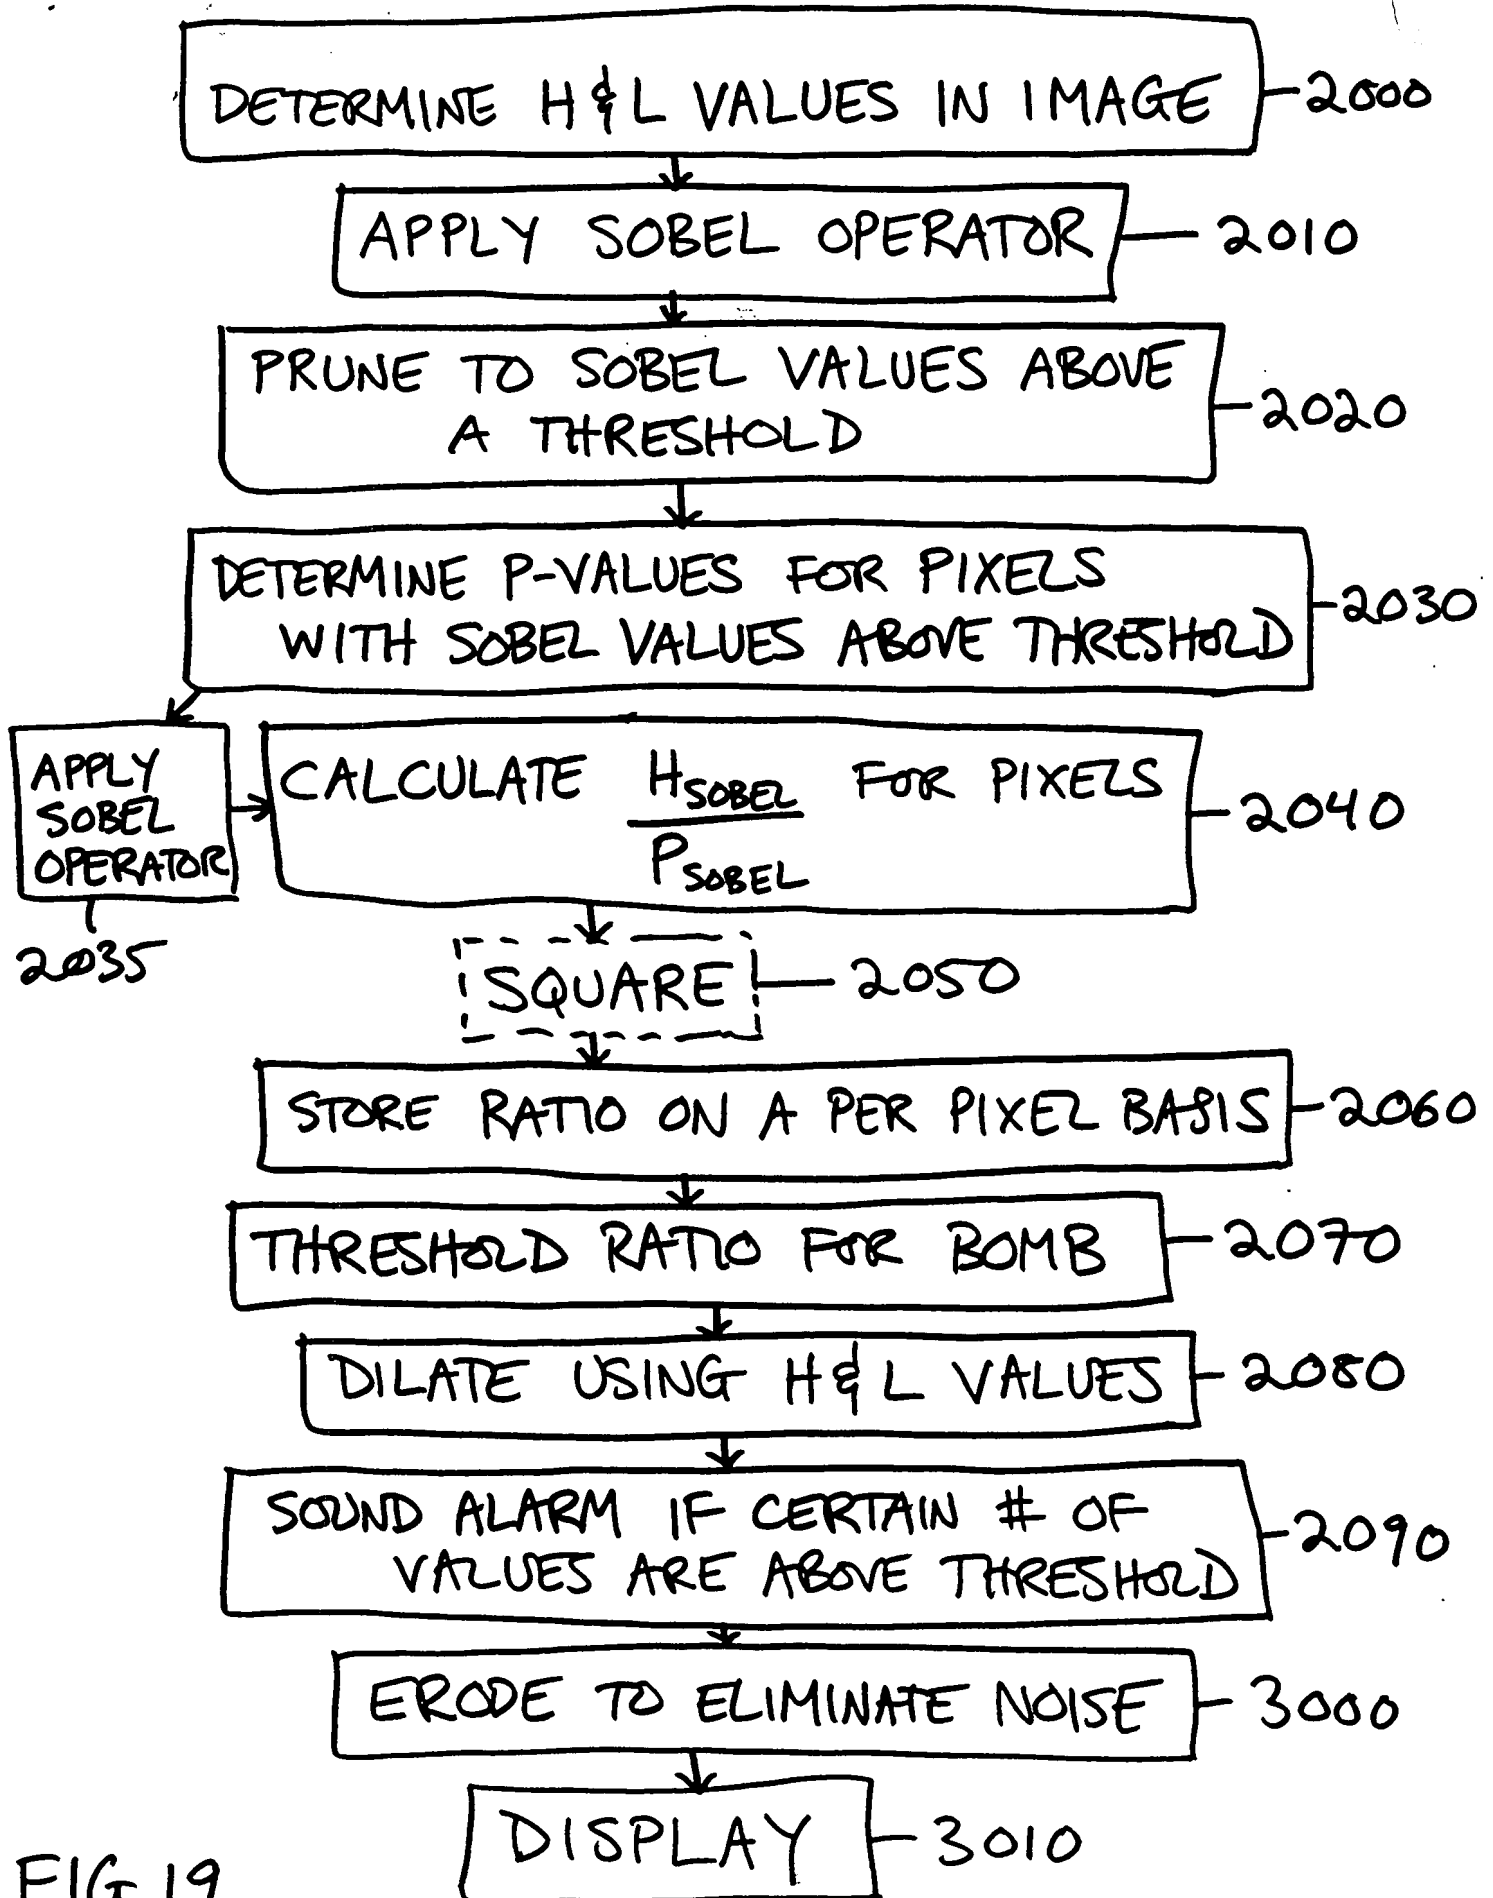 DETERMINE H & L VALUES IN IMAGE 2000
APPLY SOBEL OPERATOR 2010
PRUNE TO SOBEL VALUES ABOVE
A THRESHOLD
2020
DETERMINE P-VALUES FOR PIXELS
WITH SOBEL VALUES ABOVE THRESHOLD
2030
APPLY
SOBEL
OPERATOR
2035
CALCULATE H SOBEL FOR PIXELS
P SOBEL
2040
SQUARE 2050
STORE RATIO ON A PER PIXEL BASIS 2060
THRESHOLD RATIO FOR BOMB 2070
DILATE USING H & L VALUES 2080
SOUND ALARM IF CERTAIN # OF
VALUES ARE ABOVE THRESHOLD
2090
ERODE TO ELIMINATE NOISE 3000
DISPLAY 3010
FIG 19